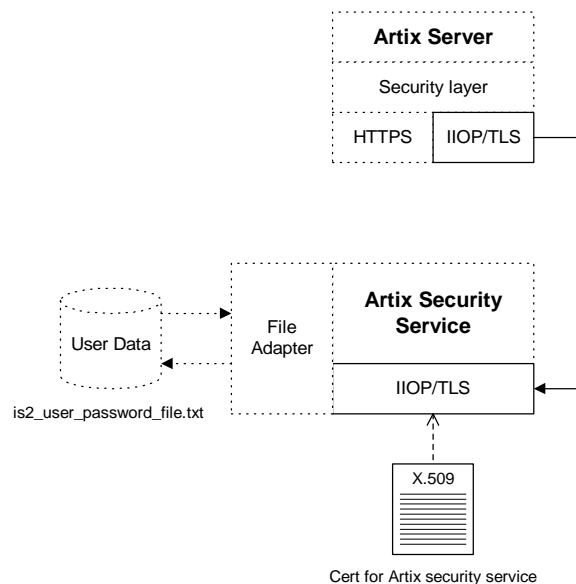 Artix Server
Security layer
HTTPS
IIOP/TLS
User Data
is2_user_password_file.txt
File
Adapter
Artix Security
Service
IIOP/TLS
X.509
Cert for Artix security service